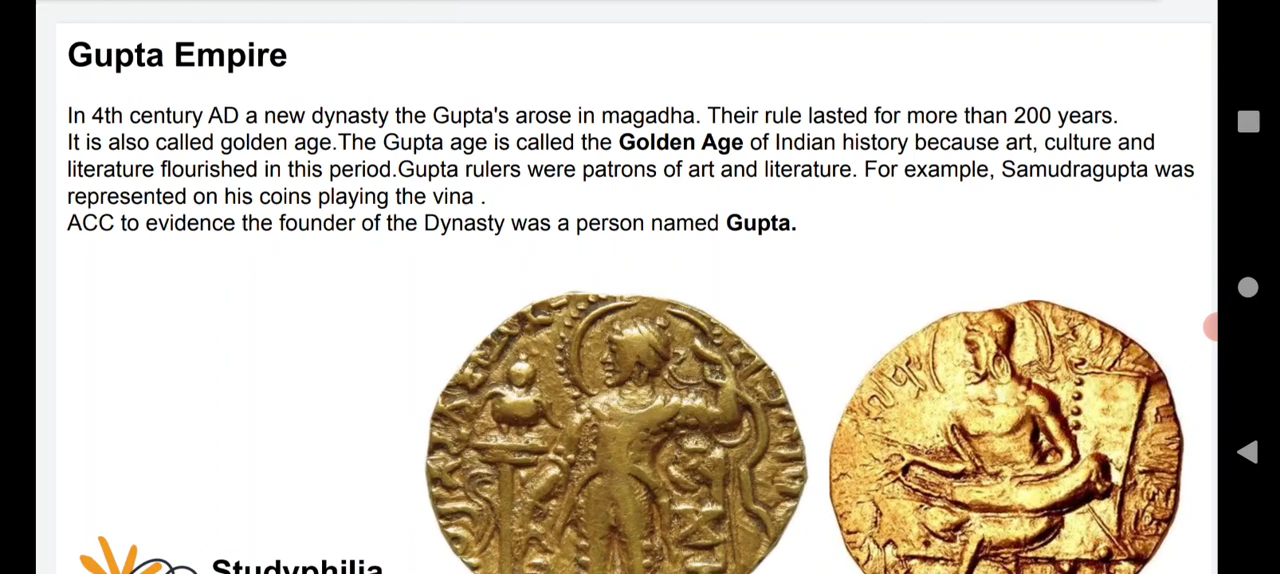 Gupta Empire
In 4th century AD a new dynasty the Gupta's arose in magadha. Their rule lasted for more than 200 years.
It is also called golden age.The Gupta age is called the Golden Age of Indian history because art, culture and
literature flourished in this period.Gupta rulers were patrons of art and literature. For example, Samudragupta was
represented on his coins playing the vina .
ACC to evidence the founder of the Dynasty was a person named Gupta.
Studyphilia